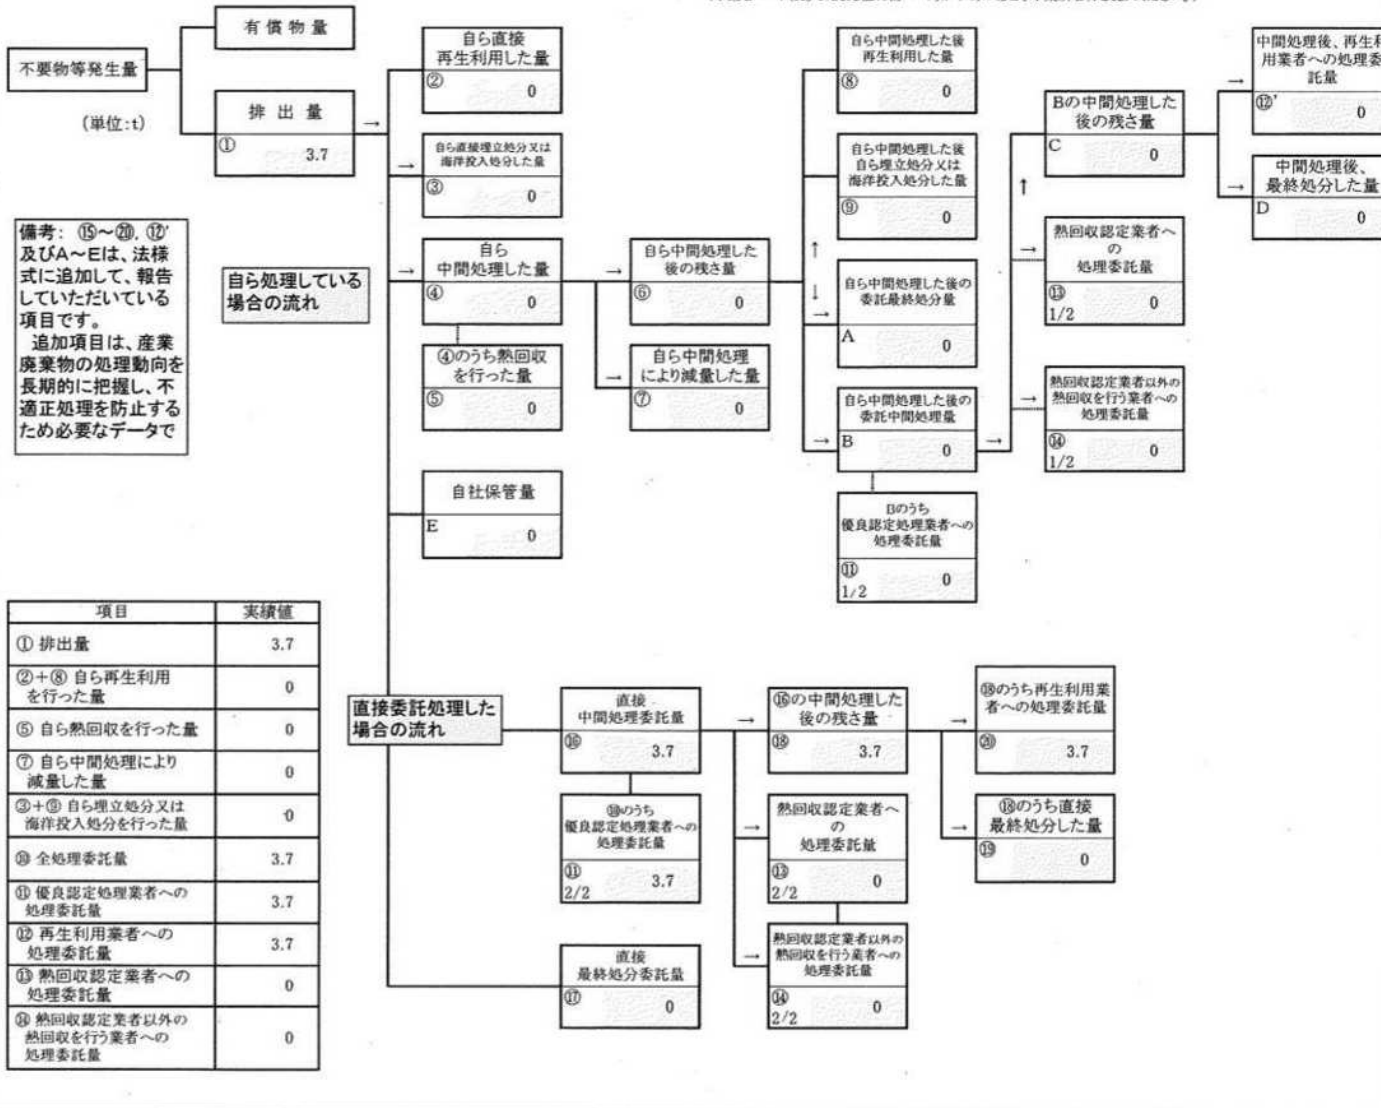 有償物量
不要物等発生量
(単位:t)
排出量
①
3.7
→
自ら直接
再生利用した量
②
0
→
自ら直接埋立処分又は
海洋投入処分した量
③
0
備考: ⑮～⑳, ⑫'
及びA～Eは、法様
式に追加して、報告
していただいている
項目です。
追加項目は、産業
廃棄物の処理動向を
長期的に把握し、不
適正処理を防止する
ため必要なデータで
自ら処理している
場合の流れ
→
自ら
中間処理した量
④
0
④のうち熱回収
を行った量
⑤
0
自社保管量
E
0
→
自ら中間処理した
後の残さ量
⑥
0
→
自ら中間処理
により減量した量
⑦
0
自ら中間処理した後
再生利用した量
⑧
0
自ら中間処理した後
自ら埋立処分又は
海洋投入処分した量
⑨
0
↑
↓
→
自ら中間処理した後の
委託最終処分量
A
0
→
自ら中間処理した後の
委託中間処理量
B
0
Bのうち
優良認定処理業者への
処理委託量
⑪
1/2
0
→
↑
Bの中間処理した
後の残さ量
C
0
→
熱回収認定業者へ
の
処理委託量
⑬
1/2
0
→
熱回収認定業者以外の
熱回収を行う業者への
処理委託量
⑭
1/2
0
→
中間処理後、再生利
用業者への処理委
託量
⑫'
0
→
中間処理後、
最終処分した量
D
0
項目 実績値
① 排出量 3.7
②+⑧ 自ら再生利用
を行った量
0
⑤ 自ら熱回収を行った量 0
⑦ 自ら中間処理により
減量した量
0
③+⑨ 自ら埋立処分又は
海洋投入処分を行った量
0
⑩ 全処理委託量 3.7
⑪ 優良認定処理業者への
処理委託量
3.7
⑫ 再生利用業者への
処理委託量
3.7
⑬ 熱回収認定業者への
処理委託量
0
⑭ 熱回収認定業者以外の
熱回収を行う業者への
処理委託量
0
直接委託処理した
場合の流れ
直接
中間処理委託量
⑯
3.7
のうち
優良認定処理業者への
処理委託量
⑪
2/2
3.7
直接
最終処分委託量
⑰
0
→
⑯の中間処理した
後の残さ量
⑱
3.7
→
熱回収認定業者へ
の
処理委託量
⑬
2/2
0
→
熱回収認定業者以外の
熱回収を行う業者への
処理委託量
⑭
2/2
0
→
⑱のうち再生利用業
者への処理委託量
⑳
3.7
→
⑱のうち直接
最終処分した量
⑲
0